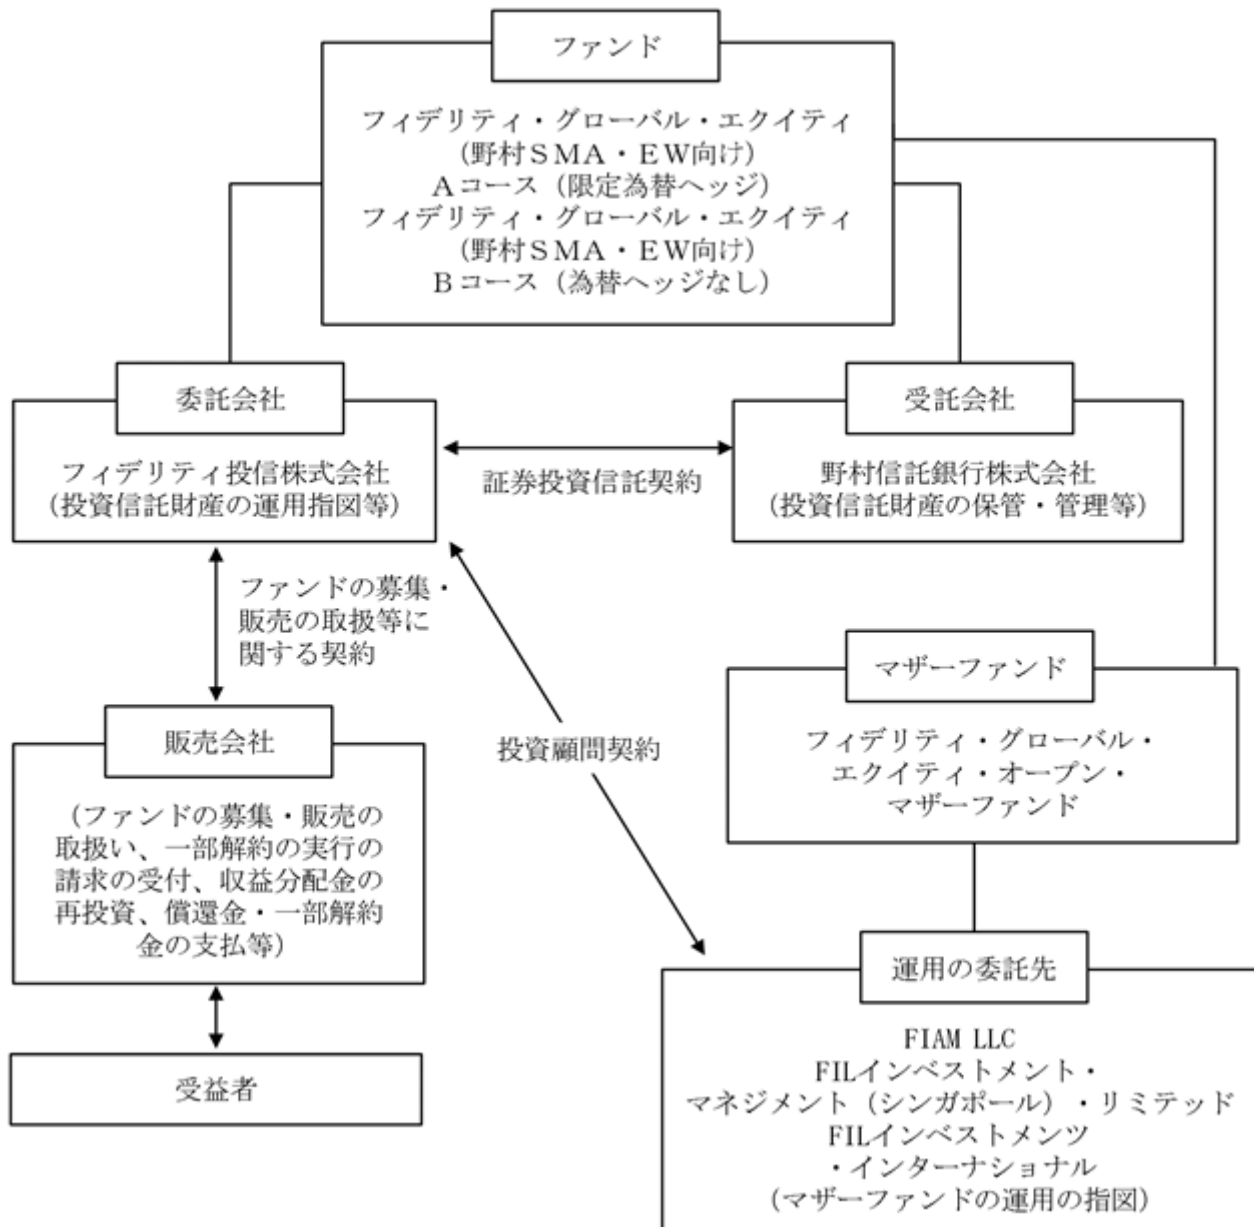 ファンド
フィデリティ・グローバル・エクイティ
(野村ＳＭＡ・ＥＷ向け)
Ａコース（限定為替ヘッジ）
フィデリティ・グローバル・エクイティ
(野村ＳＭＡ・ＥＷ向け)
Ｂコース（為替ヘッジなし）
委託会社
フィデリティ投信株式会社
（投資信託財産の運用指図等）
証券投資信託契約
受託会社
野村信託銀行株式会社
（投資信託財産の保管・管理等）
ファンドの募集・
販売の取扱等に
関する契約
投資顧問契約
マザーファンド
フィデリティ・グローバル・
エクイティ・オープン・
マザーファンド
販売会社
（ファンドの募集・販売の
取扱い、一部解約の実行の
請求の受付、収益分配金の
再投資、償還金・一部解約
金の支払等）
受益者
運用の委託先
FIAM LLC
FILインベストメント・
マネジメント（シンガポール）・リミテッド
FILインベストメンツ
・インターナショナル
（マザーファンドの運用の指図）